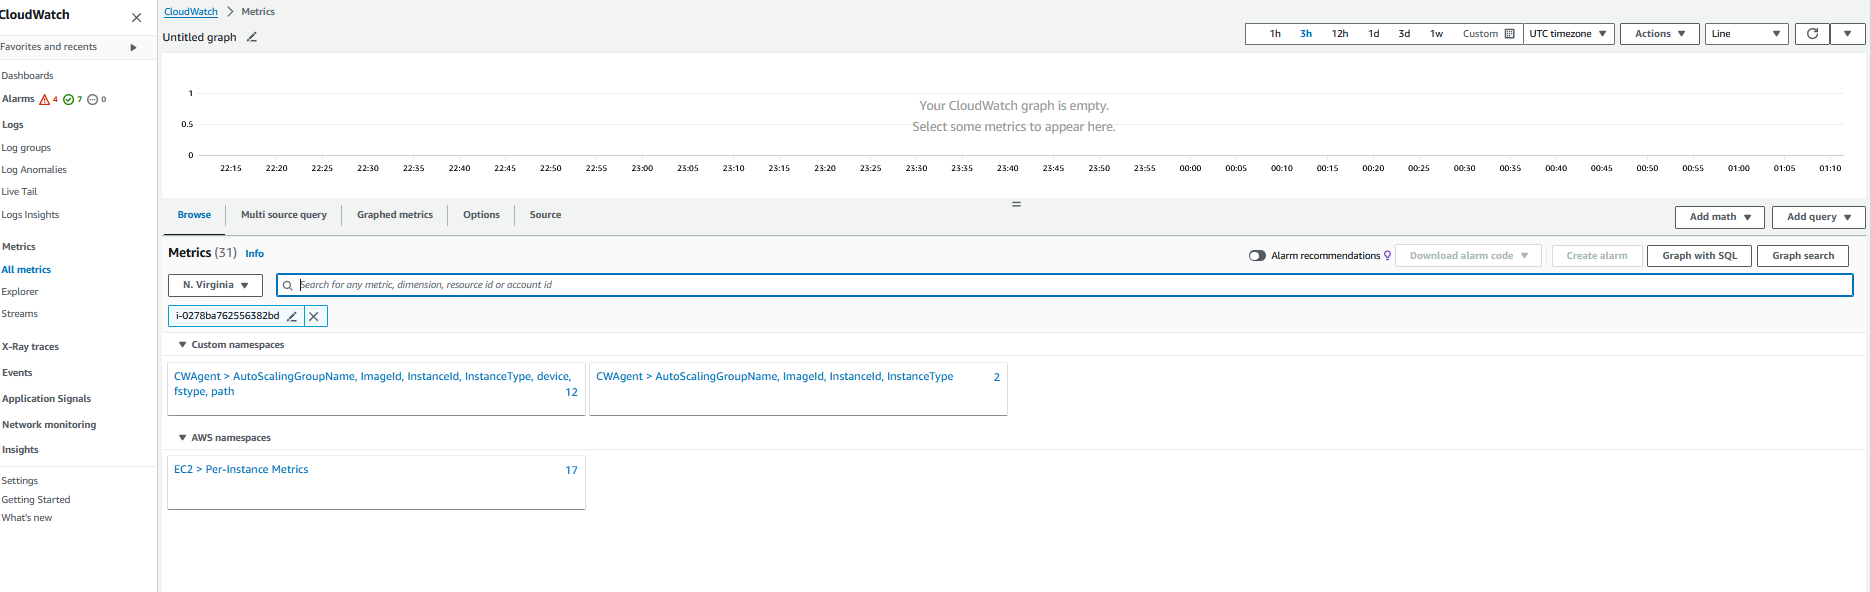 CloudWatch
Favorites and recents
Dashboards
Alarms 4 7 0
Logs
Log groups
Log Anomalies
Live Tail
Logs Insights
Metrics
All metrics
Explorer
Streams
X-Ray traces
Events
Application Signals
Network monitoring
Insights
Settings
Getting Started
What's new
CloudWatch > Metrics
Untitled graph
1h 3h 12h 1d 3d 1w Custom UTC timezone Actions Line
1
0.5
0
Your CloudWatch graph is empty.
Select some metrics to appear here.
22:15 22:20 22:25 22:30 22:35 22:40 22:45 22:50 22:55 23:00 23:05 23:10 23:15 23:20 23:25 23:30 23:35 23:40 23:45 23:50 23:55 00:00 00:05 00:10 00:15 00:20 00:25 00:30 00:35 00:40 00:45 00:50 00:55 01:00 01:05 01:10
Browse Multi source query Graphed metrics Options Source
Add math Add query
Metrics (31) Info
Alarm recommendations Download alarm code Create alarm Graph with SQL Graph search
N. Virginia Search for any metric, dimension, resource id or account id
i-0278ba762556382bd
Custom namespaces
CWAgent > AutoScalingGroupName, ImageId, InstanceId, InstanceType, device,
fstype, path 12
CWAgent > AutoScalingGroupName, ImageId, InstanceId, InstanceType 2
AWS namespaces
EC2 > Per-Instance Metrics 17